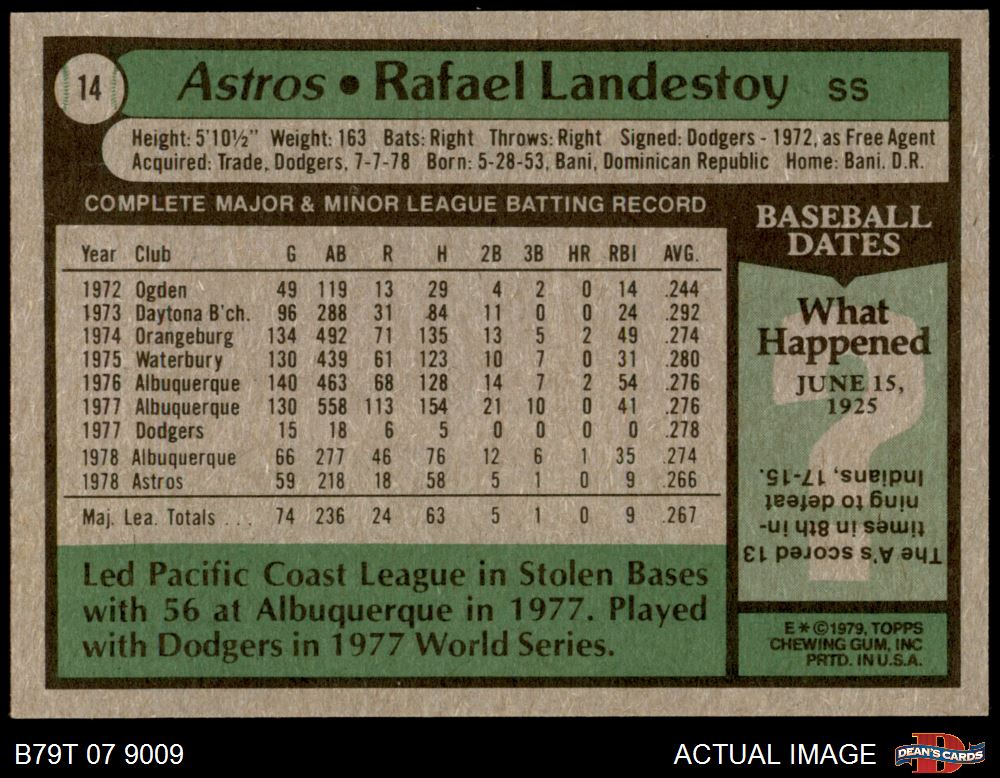 14
Astros • Rafael Landestoy SS
Height: 5'10½" Weight: 163 Bats: Right Throws: Right Signed: Dodgers - 1972, as Free Agent
Acquired: Trade, Dodgers, 7-7-78 Born: 5-28-53, Bani, Dominican Republic Home: Bani. D.R.
COMPLETE MAJOR & MINOR LEAGUE BATTING RECORD
Year Club G AB R H 2B 3B HR RBI AVG.
1972 Ogden 49 119 13 29 4 2 0 14 .244
1973 Daytona B'ch. 96 288 31 84 11 0 0 24 .292
1974 Orangeburg 134 492 71 135 13 5 2 49 .274
1975 Waterbury 130 439 61 123 10 7 0 31 .280
1976 Albuquerque 140 463 68 128 14 7 2 54 .276
1977 Albuquerque 130 558 113 154 21 10 0 41 .276
1977 Dodgers 15 18 6 5 0 0 0 0 .278
1978 Albuquerque 66 277 46 76 12 6 1 35 .274
1978 Astros 59 218 18 58 5 1 0 9 .266
Maj. Lea. Totals ... 74 236 24 63 5 1 0 9 .267
Led Pacific Coast League in Stolen Bases
with 56 at Albuquerque in 1977. Played
with Dodgers in 1977 World Series.
BASEBALL
DATES
What
Happened
JUNE 15,
1925
The A's scored 13
times in 8th in-
ning to defeat
Indians, 17-15.
E*©1979, TOPPS
CHEWING GUM, INC
PRTD. IN U.S.A.
B79T 07 9009
ACTUAL IMAGE
DEAN'S CARDS